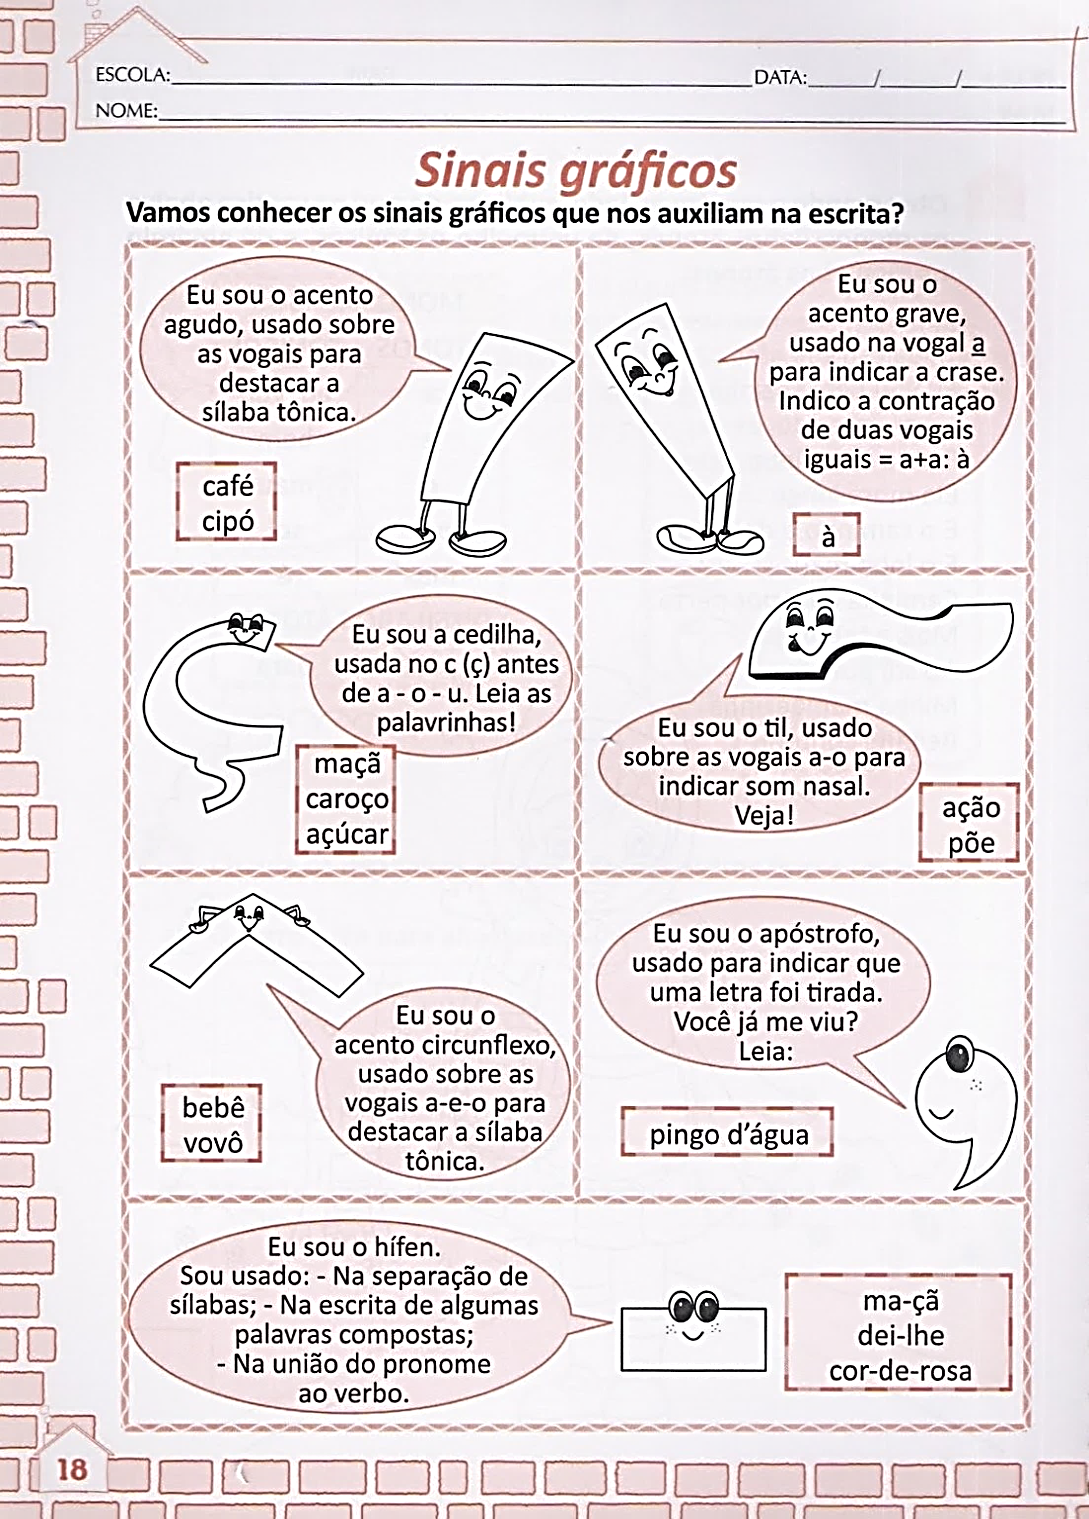 ESCOLA: DATA: / /
NOME:
Sinais gráficos
Vamos conhecer os sinais gráficos que nos auxiliam na escrita?
Eu sou o acento
agudo, usado sobre
as vogais para
destacar a
sílaba tônica.
café
cipó
Eu sou o
acento grave,
usado na vogal a
para indicar a crase.
Indico a contração
de duas vogais
iguais = a+a: à
à
Eu sou a cedilha,
usada no c (ç) antes
de a - o - u. Leia as
palavrinhas!
maçã
caroço
açúcar
Eu sou o til, usado
sobre as vogais a-o para
indicar som nasal.
Veja!
ação
põe
Eu sou o
acento circunflexo,
usado sobre as
vogais a-e-o para
destacar a sílaba
tônica.
bebê
vovô
Eu sou o apóstrofo,
usado para indicar que
uma letra foi tirada.
Você já me viu?
Leia:
pingo d’água
Eu sou o hífen.
Sou usado: - Na separação de
sílabas; - Na escrita de algumas
palavras compostas;
- Na união do pronome
ao verbo.
ma-çã
dei-lhe
cor-de-rosa
18